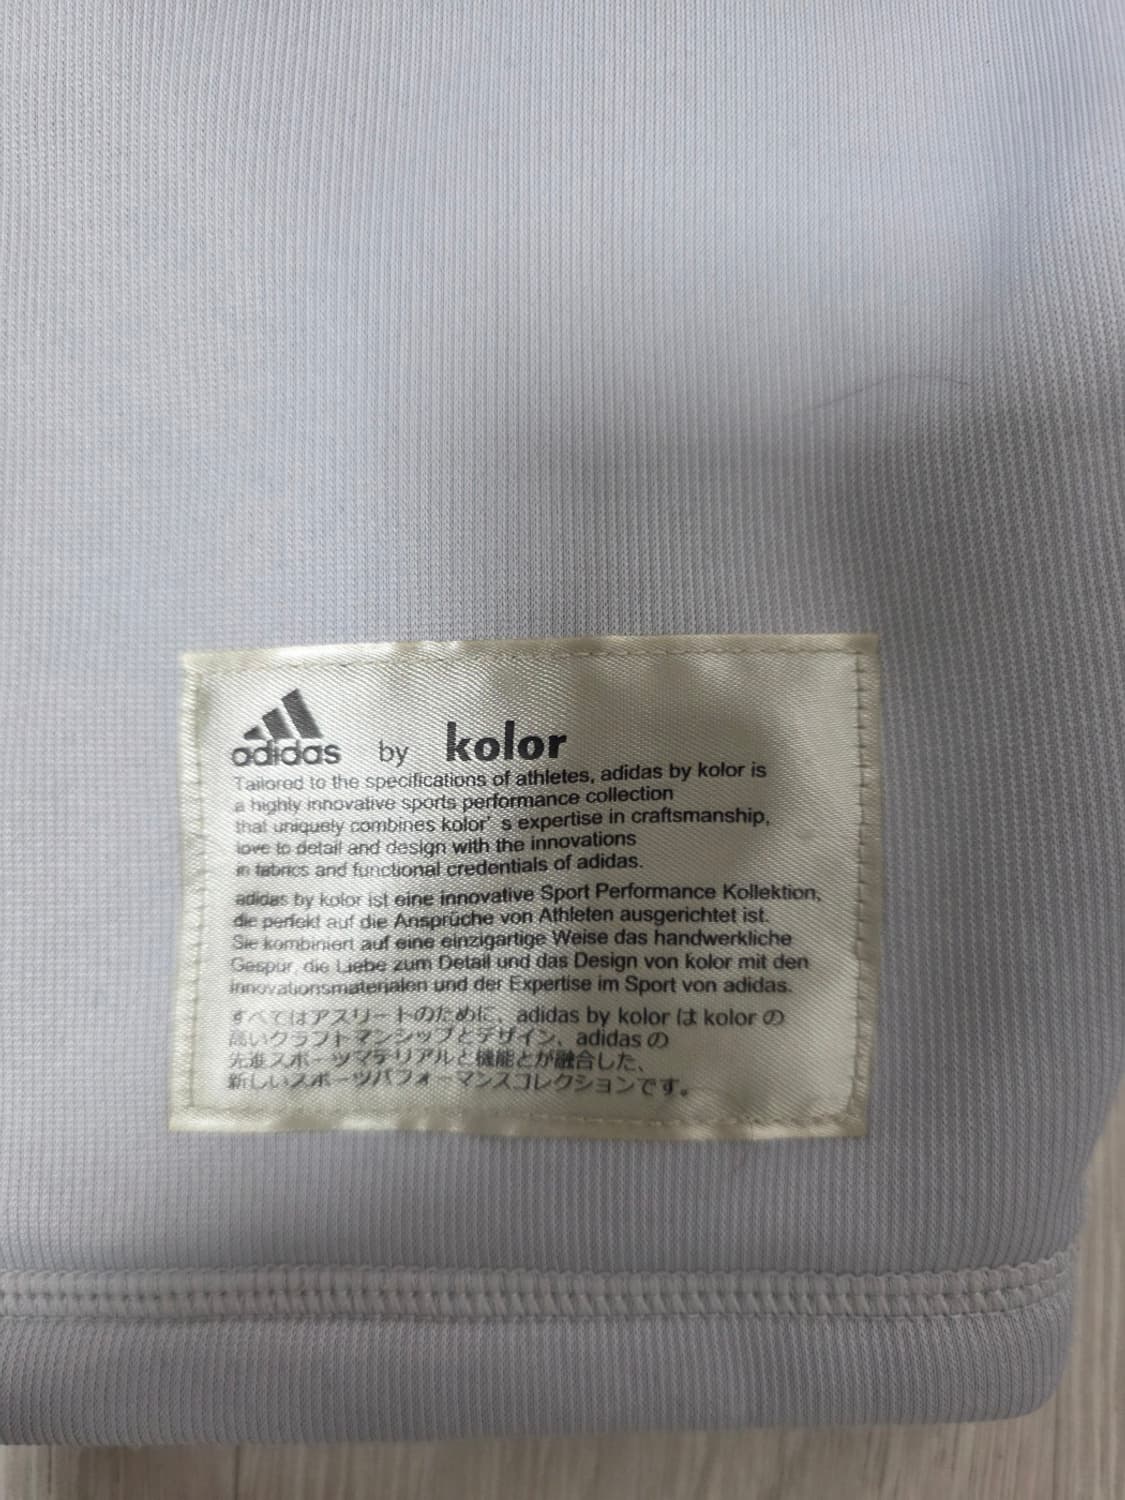 adidas by kolor
Tailored to the specifications of athletes, adidas by kolor is
a highly innovative sports performance collection
that uniquely combines kolor's expertise in craftsmanship,
love to detail and design with the innovations
in fabrics and functional credentials of adidas.
adidas by kolor ist eine innovative Sport Performance Kollektion,
die perfekt auf die Ansprüche von Athleten ausgerichtet ist.
Sie kombiniert auf eine einzigartige Weise das handwerkliche
Gespür, die Liebe zum Detail und das Design von kolor mit den
innovationsmaterialen und der Expertise im Sport von adidas.
すべてはアスリートのために、adidas by kolor は kolor の
高いクラフトマンシップとデザイン、adidas の
先進スポーツマテリアルと機能とが融合した、
新しいスポーツパフォーマンスコレクションです。